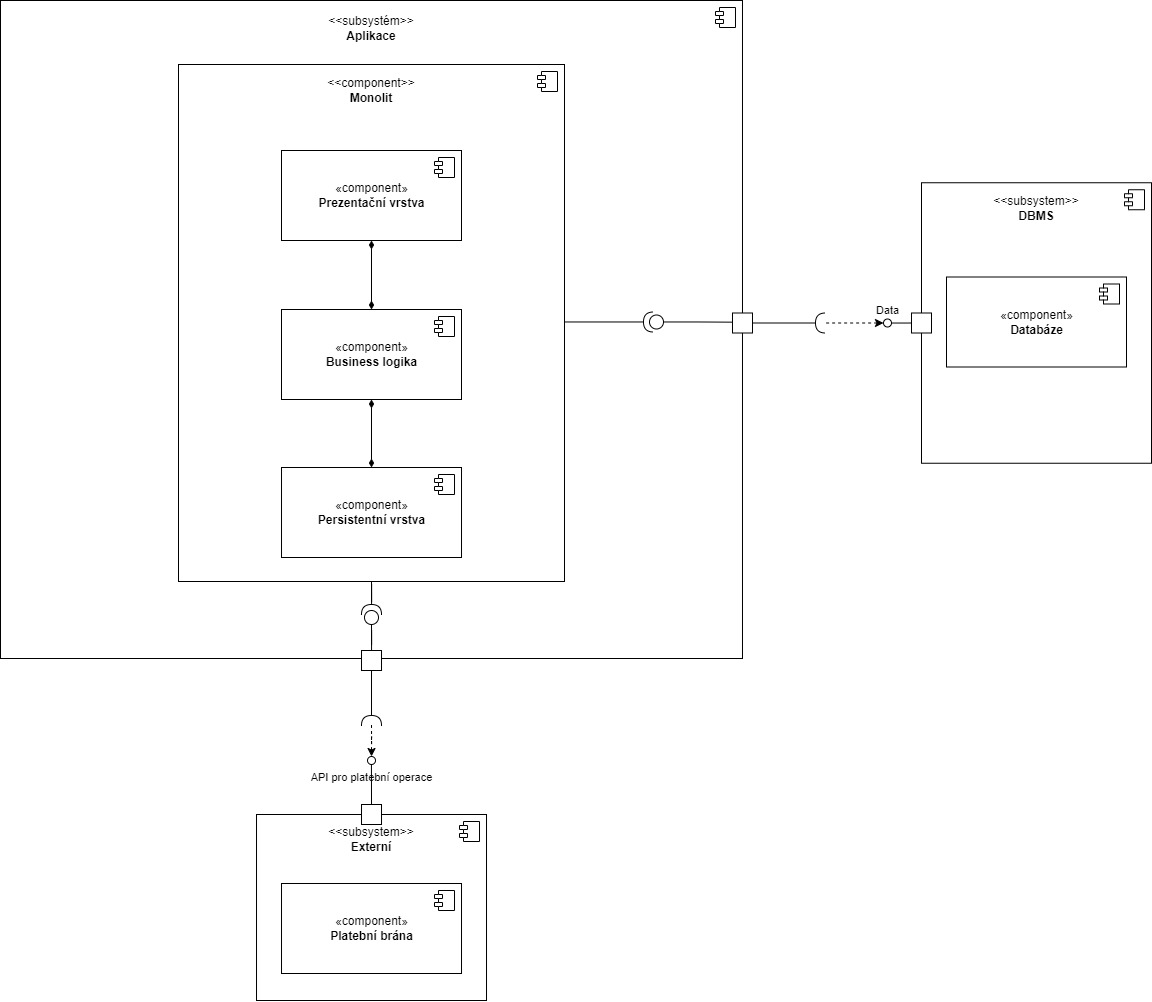 <<subsystém>>
Aplikace
<<component>>
Monolit
«component»
Prezentační vrstva
«component»
Business logika
«component»
Persistentní vrstva
<<subsystem>>
DBMS
Data
«component»
Databáze
API pro platební operace
<<subsystem>>
Externí
«component»
Platební brána